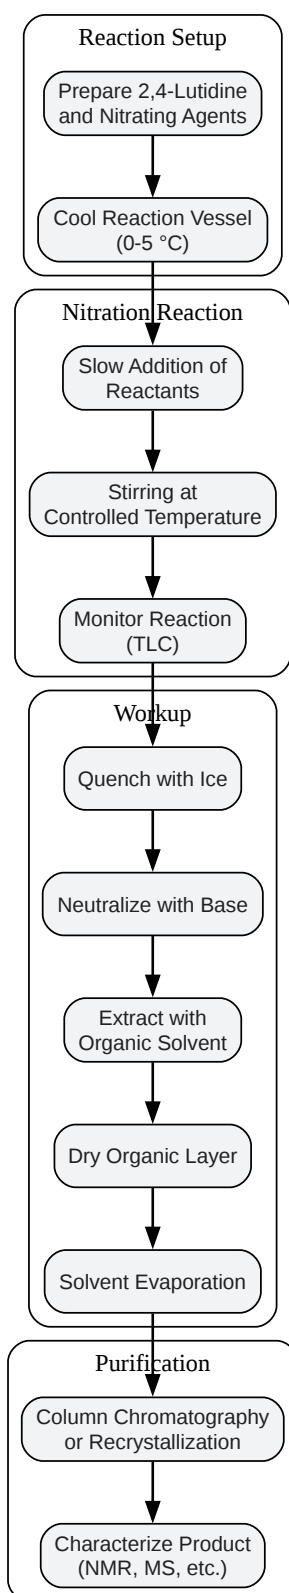 Reaction Setup
Prepare 2,4-Lutidine
and Nitrating Agents
Cool Reaction Vessel
(0-5 °C)
Nitration Reaction
Slow Addition of
Reactants
Stirring at
Controlled Temperature
Monitor Reaction
(TLC)
Workup
Quench with Ice
Neutralize with Base
Extract with
Organic Solvent
Dry Organic Layer
Solvent Evaporation
Purification
Column Chromatography
or Recrystallization
Characterize Product
(NMR, MS, etc.)